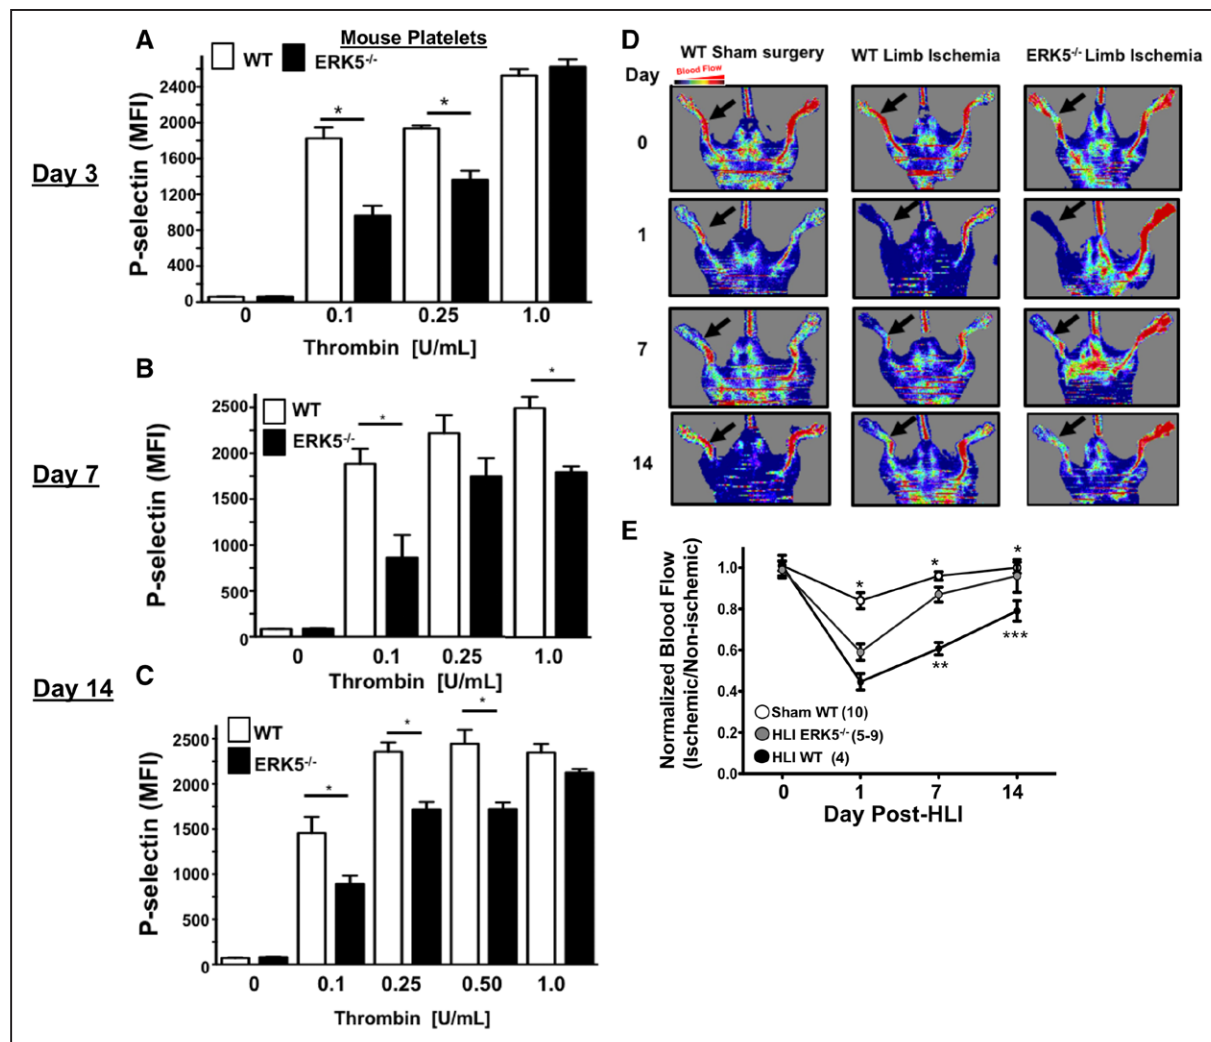 A
Mouse Platelets
WT
ERK5-/-
Day 3
P-selectin (MFI)
2400
2000
1600
1200
800
400
0
*
*
0
0.1
0.25
1.0
Thrombin [U/mL]
B
WT
ERK5-/-
Day 7
P-selectin (MFI)
2500
2000
1500
1000
500
0
*
*
0
0.1
0.25
1.0
Thrombin [U/mL]
C
WT
ERK5-/-
Day 14
P-selectin (MFI)
2500
2000
1500
1000
500
0
*
*
*
0
0.1
0.25
0.50
1.0
Thrombin [U/mL]
D
WT Sham surgery
WT Limb Ischemia
ERK5-/- Limb Ischemia
Day
Blood Flow
0
1
7
14
E
Normalized Blood Flow
(Ischemic/Non-ischemic)
1.0
0.8
0.6
0.4
0.2
0.0
*
*
*
**
***
Sham WT (10)
HLI ERK5-/- (5-9)
HLI WT (4)
0
1
7
14
Day Post-HLI